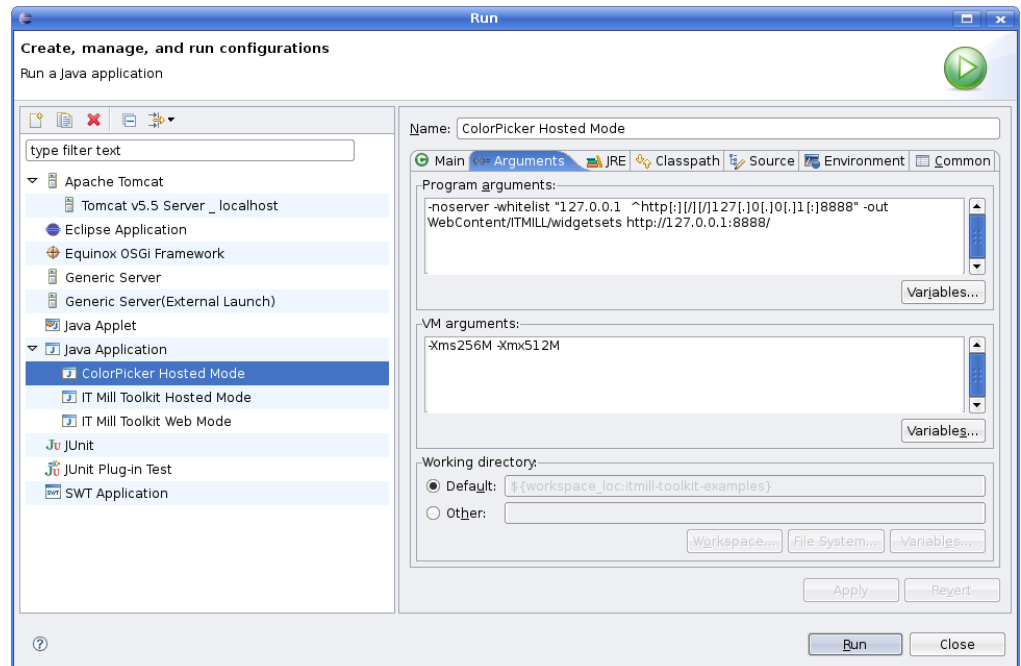 Run
Create, manage, and run configurations
Run a Java application
type filter text
Apache Tomcat
Tomcat v5.5 Server _ localhost
Eclipse Application
Equinox OSGi Framework
Generic Server
Generic Server(External Launch)
Java Applet
Java Application
ColorPicker Hosted Mode
IT Mill Toolkit Hosted Mode
IT Mill Toolkit Web Mode
JU JUnit
JU JUnit Plug-in Test
SWT SWT Application
Name: ColorPicker Hosted Mode
Main (x)= Arguments JRE Classpath Source Environment Common
Program arguments:
-noserver -whitelist "127.0.0.1 ^http[:][/][/]127[.]0[.]0[.]1[:]8888" -out
WebContent/ITMILL/widgetsets http://127.0.0.1:8888/
Variables...
VM arguments:
-Xms256M -Xmx512M
Variables...
Working directory:
Default: ${workspace_loc:itmill-toolkit-examples}
Other:
Workspace... File System... Variables...
Apply Revert
? Run Close